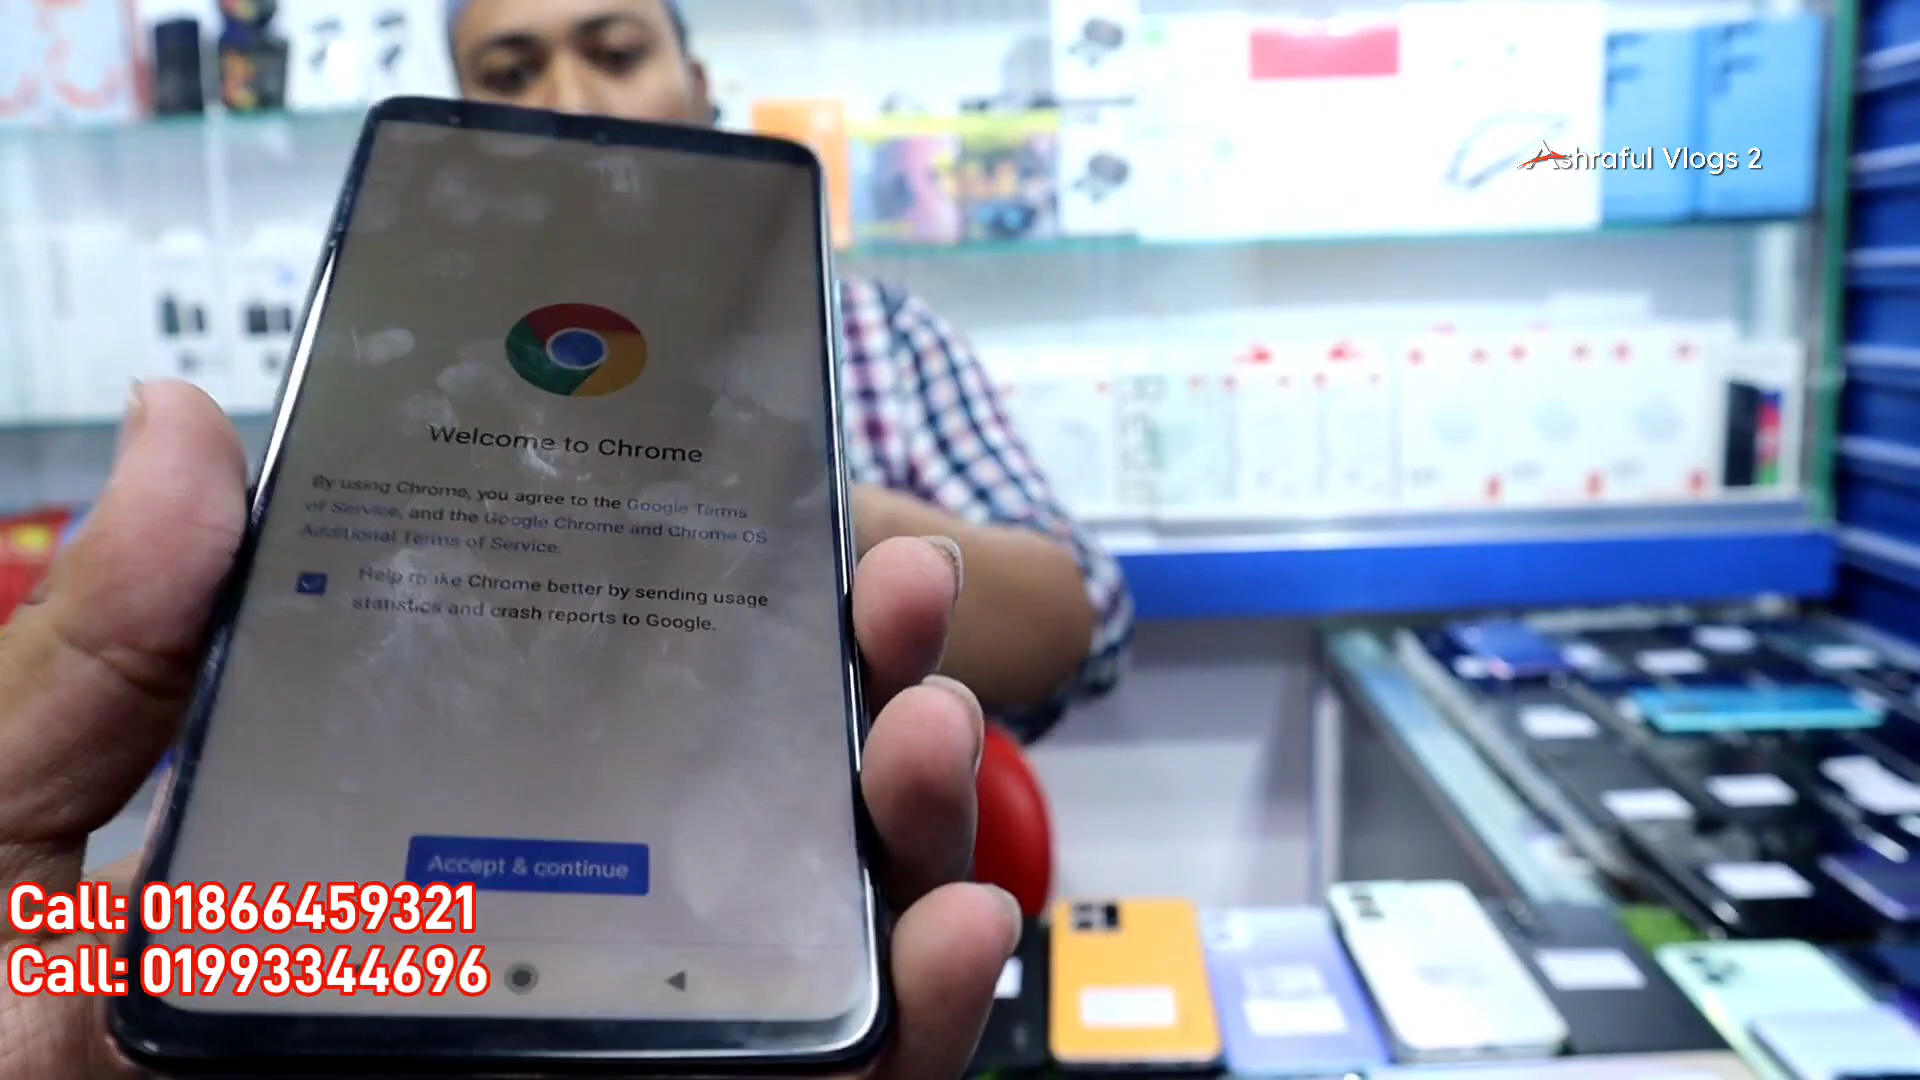 Ashraful Vlogs 2
Welcome to Chrome
By using Chrome, you agree to the Google Terms
of Service, and the Google Chrome and Chrome OS
Additional Terms of Service.
Help make Chrome better by sending usage
statistics and crash reports to Google.
Accept & continue
Call: 01866459321
Call: 01993344696